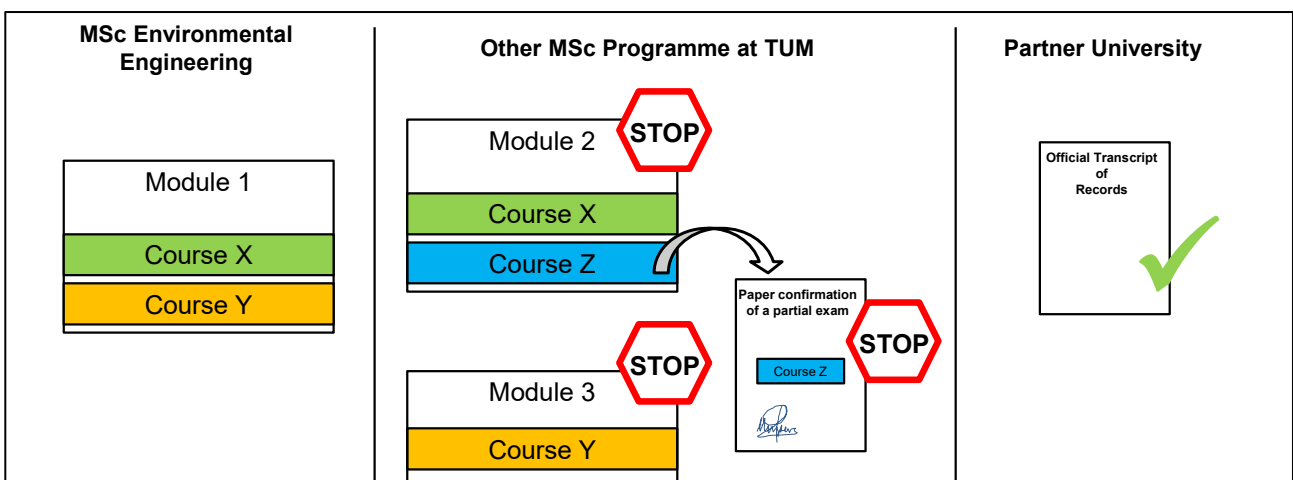 MSc Environmental
Engineering
Module 1
Course X
Course Y
Other MSc Programme at TUM
Module 2
STOP
Course X
Course Z
Paper confirmation
of a partial exam
STOP
Course Z
Module 3
STOP
Course Y
Partner University
Official Transcript
of
Records